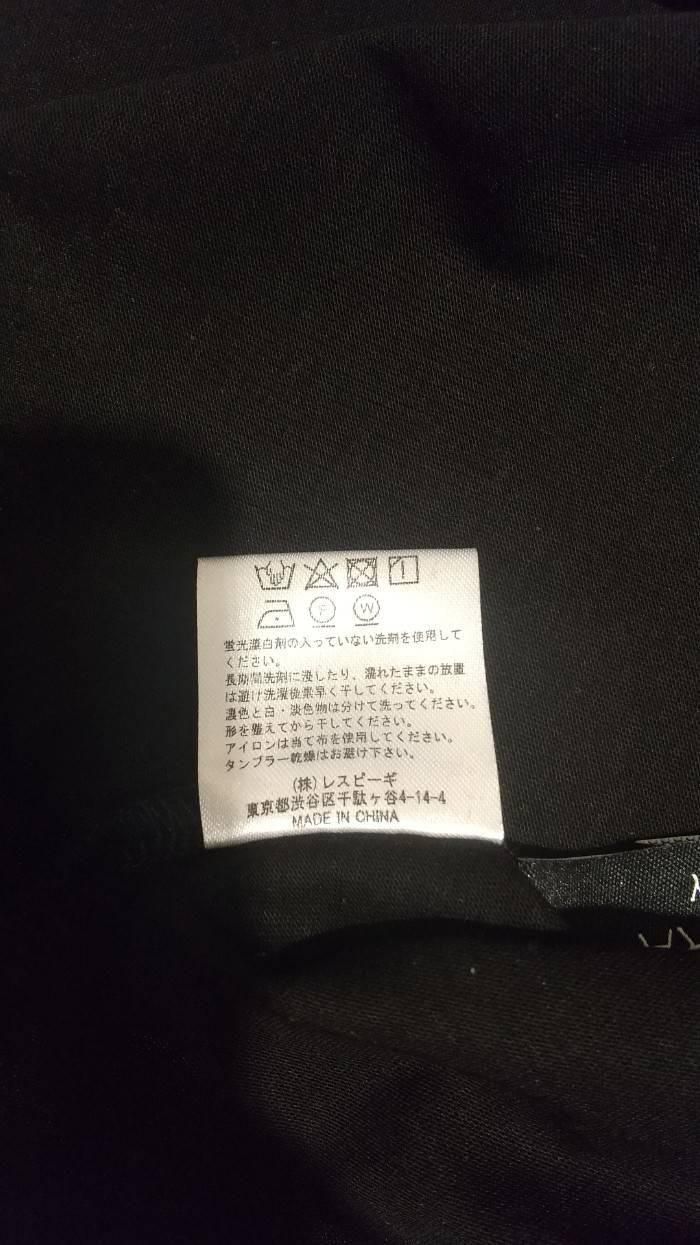 F W
蛍光漂白剤の入っていない洗剤を使用して
ください。
長期間洗剤に浸したり、濡れたままの放置
は避け洗濯後素早く干してください。
濃色と白・淡色物は分けて洗ってください。
形を整えてから干してください。
アイロンは当て布を使用してください。
タンブラー乾燥はお避け下さい。
(株)レスピーギ
東京都渋谷区千駄ヶ谷4-14-4
MADE IN CHINA